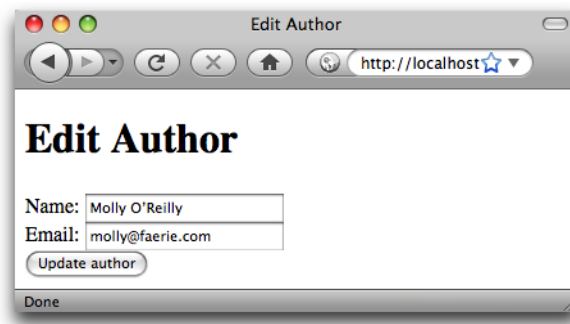 Edit Author
http://localhost
Edit Author
Name: Molly O'Reilly
Email: molly@faerie.com
Update author
Done